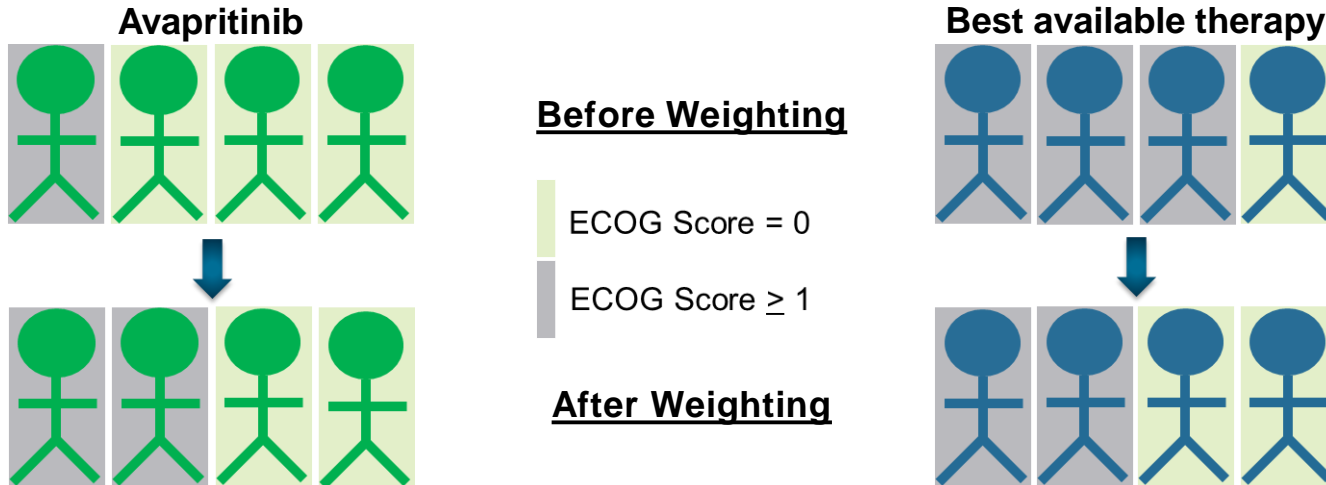 Avapritinib
Best available therapy
Before Weighting
ECOG Score = 0
ECOG Score ≥ 1
After Weighting